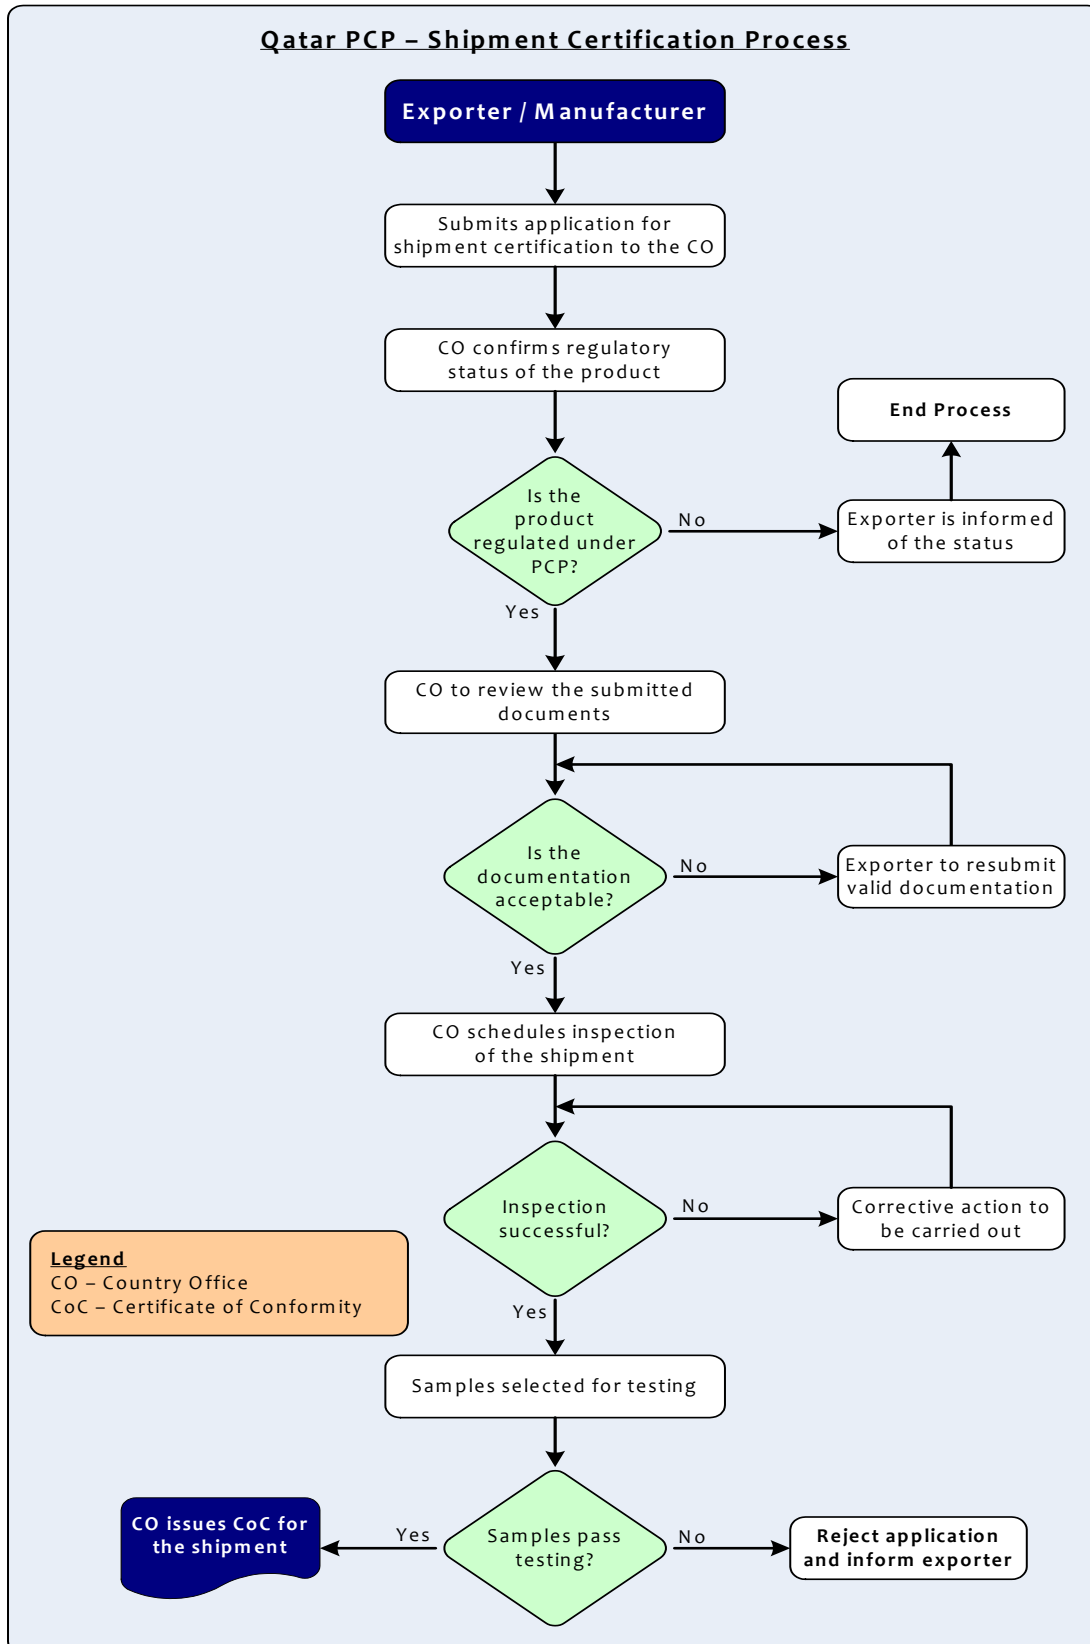 Qatar PCP – Shipment Certification Process
Exporter / Manufacturer
Submits application for
shipment certification to the CO
CO confirms regulatory
status of the product
End Process
Is the
product
regulated under
PCP?
No
Exporter is informed
of the status
Yes
CO to review the submitted
documents
Is the
documentation
acceptable?
No
Exporter to resubmit
valid documentation
Yes
CO schedules inspection
of the shipment
Inspection
successful?
No
Corrective action to
be carried out
Legend
CO – Country Office
CoC – Certificate of Conformity
Yes
Samples selected for testing
CO issues CoC for
the shipment
Yes
Samples pass
testing?
No
Reject application
and inform exporter